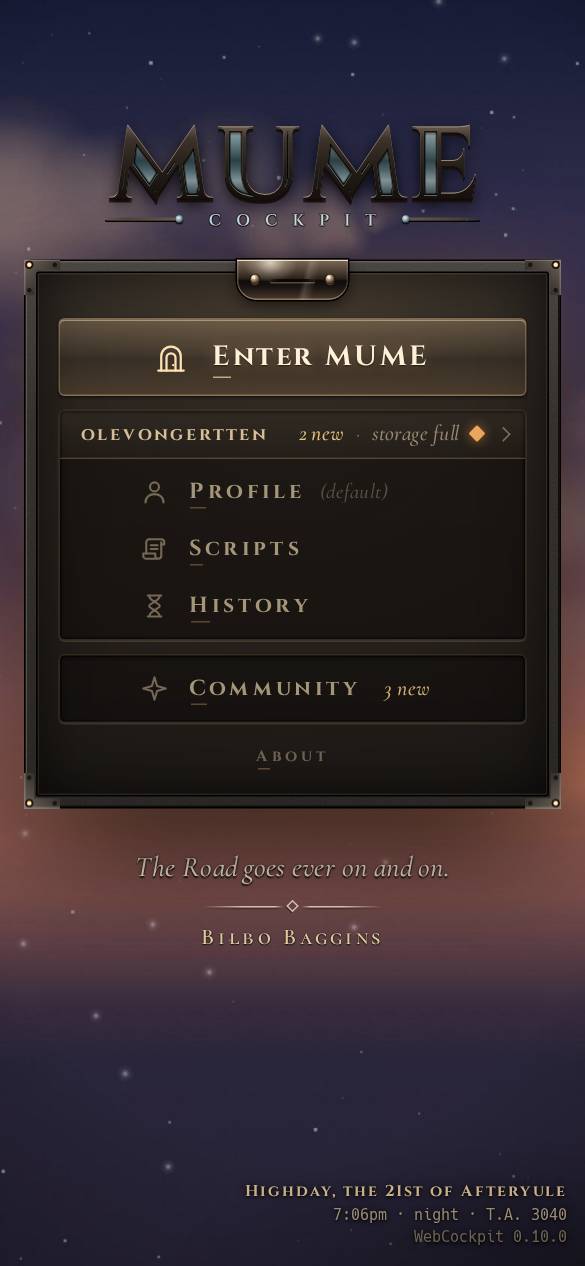 MUME
COCKPIT
Enter MUME
OLEVONGERTTEN 2 new · storage full
Profile (default)
Scripts
History
Community 3 new
About
The Road goes ever on and on.
Bilbo Baggins
Highday, the 21st of Afteryule
7:06pm · night · T.A. 3040
WebCockpit 0.10.0